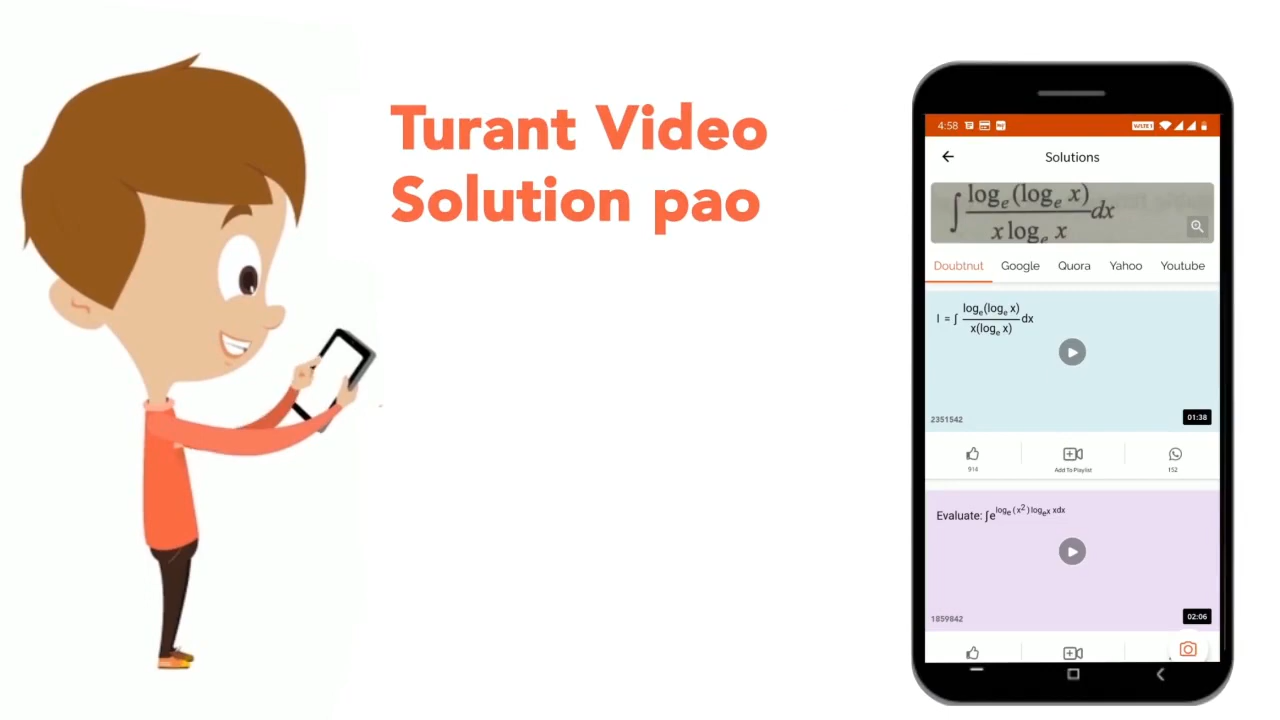 Turant Video
Solution pao
4:58
VoLTE1
Solutions
∫ logₑ(logₑ x) / x logₑ x dx
Doubtnut Google Quora Yahoo Youtube
I = ∫ logₑ(logₑ x) / x(logₑ x) dx
2351542 01:38
914 Add To Playlist 152
Evaluate: ∫e^logₑ(x²)logₑx xdx
1859842 02:06